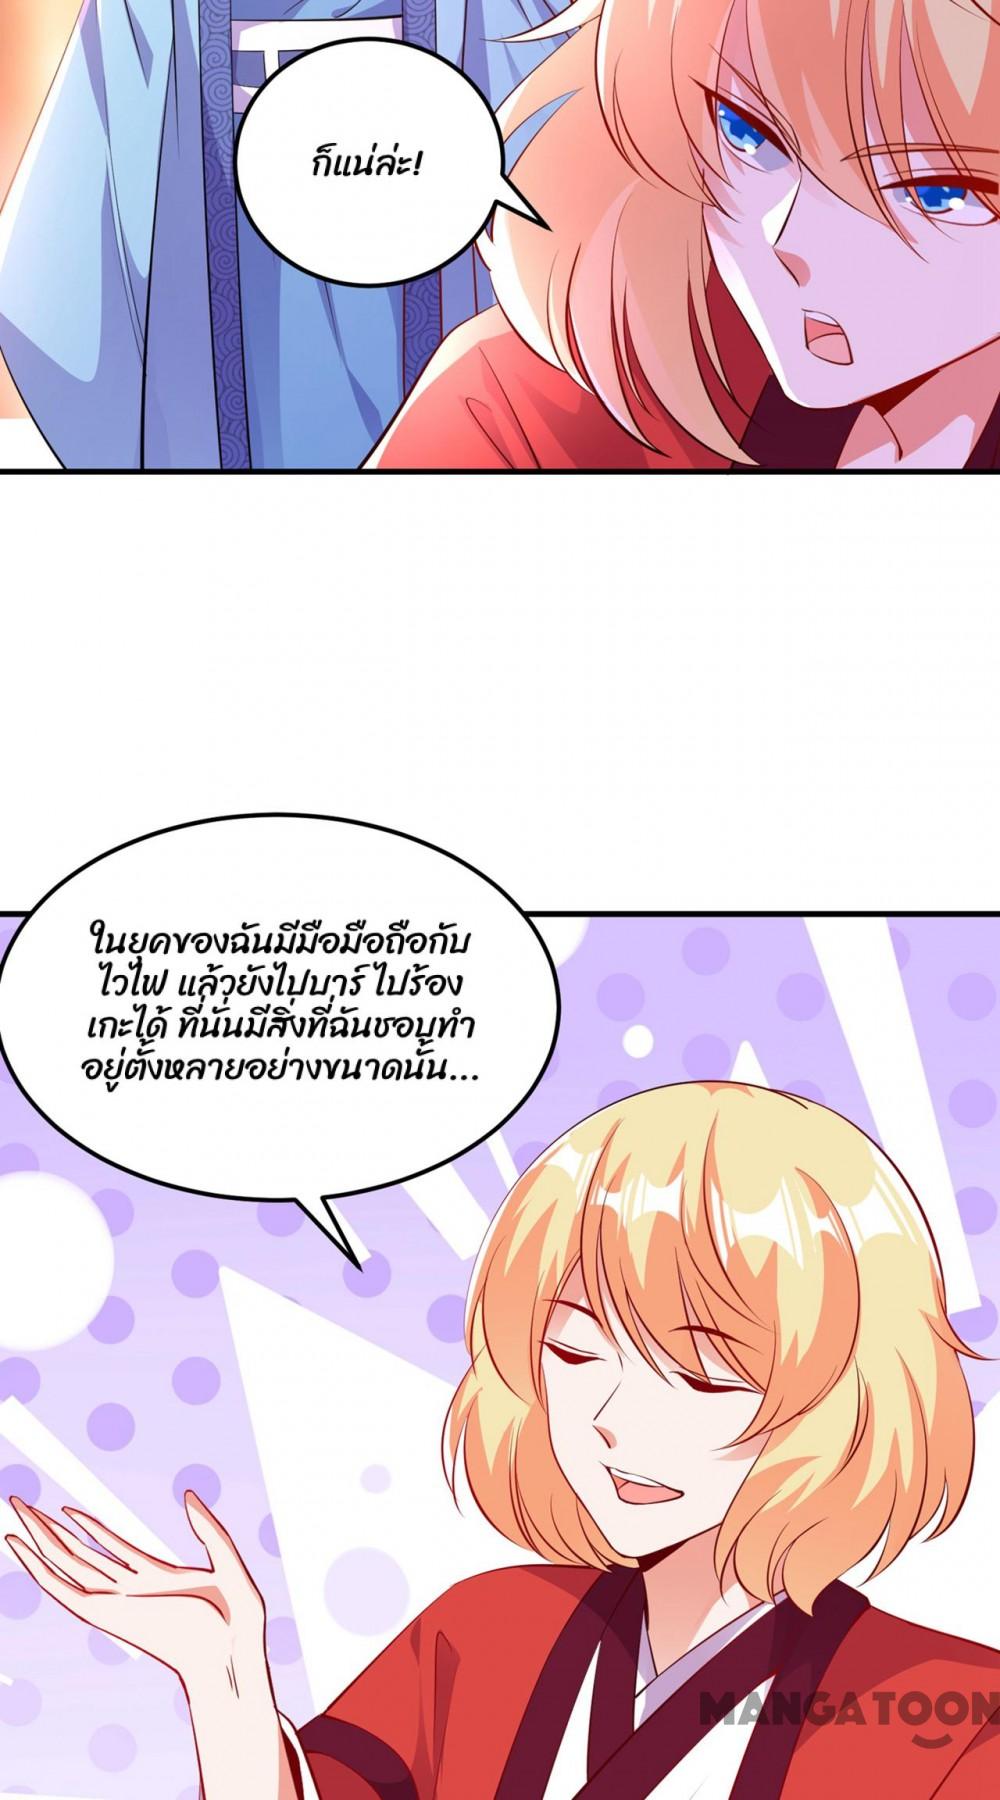 ก็แน่ล่ะ!
ในยุคของฉันมีมือมือถือกับ
ไวไฟ แล้วยังไปบาร์ ไปร้อง
เกะได้ ที่นั่นมีสิ่งที่ฉันชอบทำ
อยู่ตั้งหลายอย่างขนาดนั้น...
MANGATOON